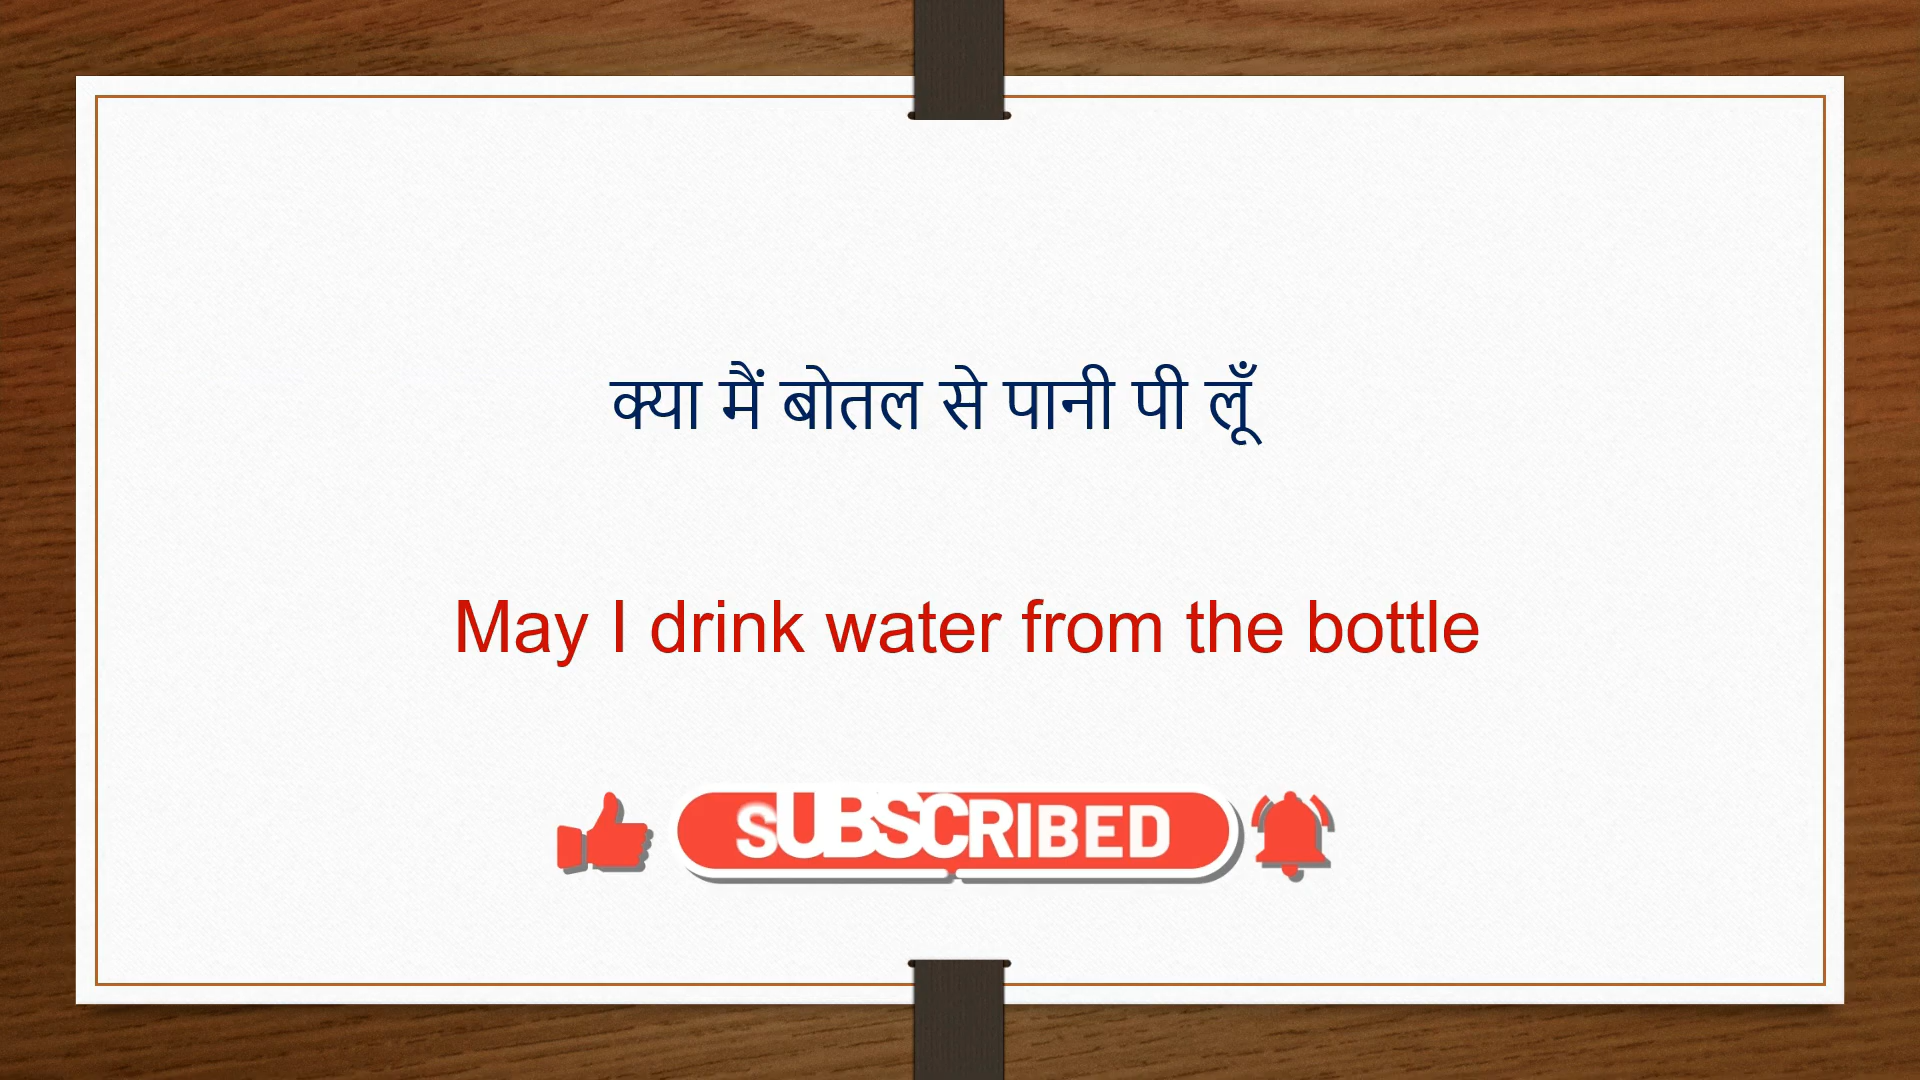 क्या मैं बोतल से पानी पी लूँ
May I drink water from the bottle
SUBSCRIBED